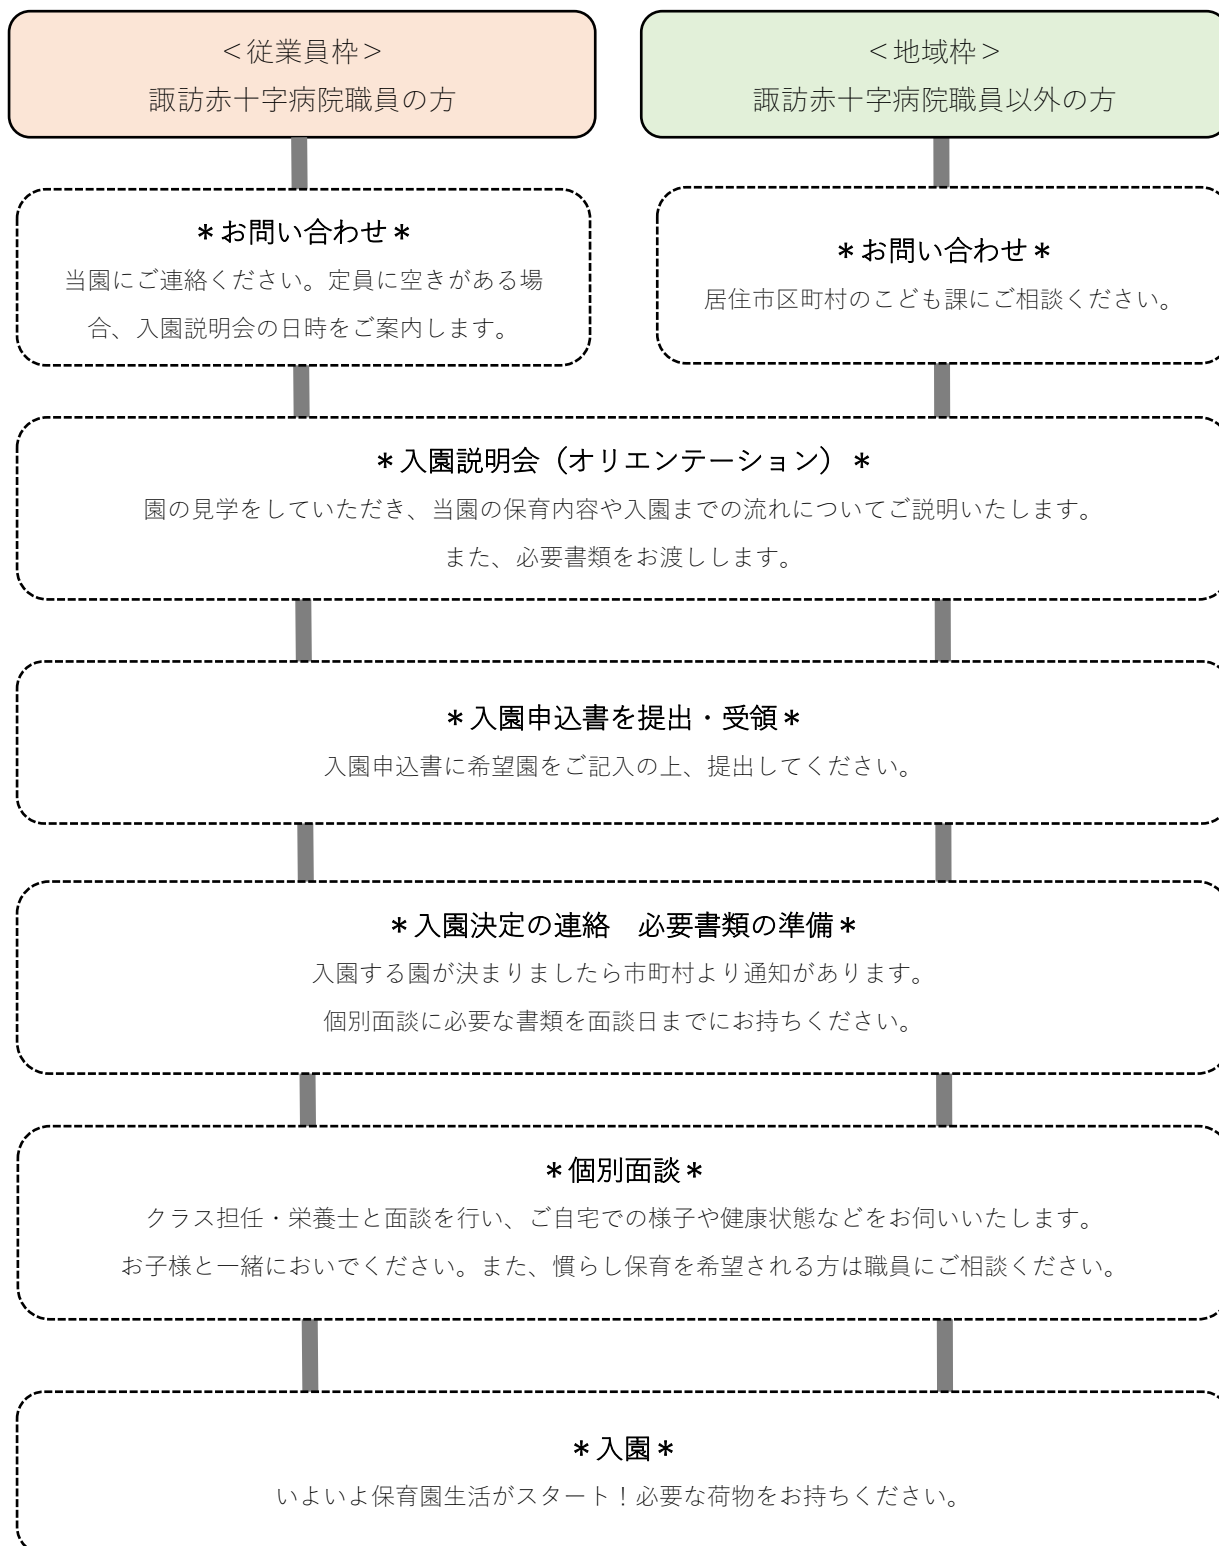 ＜従業員枠＞
諏訪赤十字病院職員の方
＜地域枠＞
諏訪赤十字病院職員以外の方
＊お問い合わせ＊
当園にご連絡ください。定員に空きがある場
合、入園説明会の日時をご案内します。
＊お問い合わせ＊
居住市区町村のこども課にご相談ください。
＊入園説明会（オリエンテーション）＊
園の見学をしていただき、当園の保育内容や入園までの流れについてご説明いたします。
また、必要書類をお渡しします。
＊入園申込書を提出・受領＊
入園申込書に希望園をご記入の上、提出してください。
＊入園決定の連絡　必要書類の準備＊
入園する園が決まりましたら市町村より通知があります。
個別面談に必要な書類を面談日までにお持ちください。
＊個別面談＊
クラス担任・栄養士と面談を行い、ご自宅での様子や健康状態などをお伺いいたします。
お子様と一緒においでください。また、慣らし保育を希望される方は職員にご相談ください。
＊入園＊
いよいよ保育園生活がスタート！必要な荷物をお持ちください。